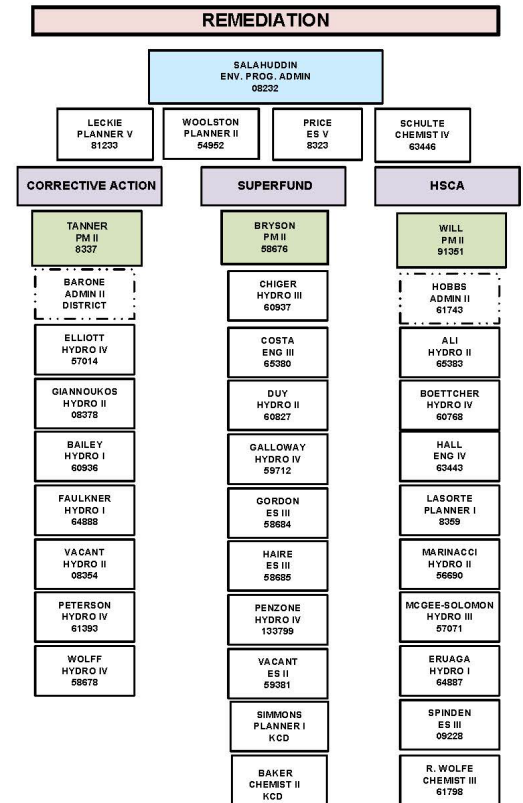 REMEDIATION
SALAHUDDIN
ENV. PROG. ADMIN
08232
LECKIE
PLANNER V
81233
WOOLSTON
PLANNER II
54952
PRICE
ES V
8323
SCHULTE
CHEMIST IV
63446
CORRECTIVE ACTION
TANNER
PM II
8337
BARONE
ADMIN II
DISTRICT
ELLIOTT
HYDRO IV
57014
GIANNOUKOS
HYDRO II
08378
BAILEY
HYDRO I
60936
FAULKNER
HYDRO I
64888
VACANT
HYDRO II
08354
PETERSON
HYDRO IV
61393
WOLFF
HYDRO IV
58678
SUPERFUND
BRYSON
PM II
58676
CHIGER
HYDRO III
60937
COSTA
ENG III
65380
DUY
HYDRO II
60827
GALLOWAY
HYDRO IV
59712
GORDON
ES III
58684
HAIRE
ES III
58685
PENZONE
HYDRO IV
133799
VACANT
ES II
59381
SIMMONS
PLANNER I
KCD
BAKER
CHEMIST II
KCD
HSCA
WILL
PM II
91351
HOBBS
ADMIN II
61743
ALI
HYDRO II
65383
BOETTCHER
HYDRO IV
60768
HALL
ENG IV
63443
LASORTE
PLANNER I
8359
MARINACCI
HYDRO II
56690
MCGEE-SOLOMON
HYDRO III
57071
ERUAGA
HYDRO I
64887
SPINDEN
ES III
09228
R. WOLFE
CHEMIST III
61798